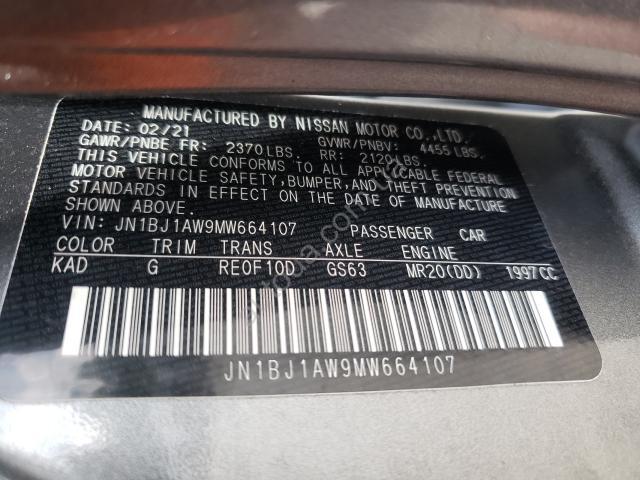 MANUFACTURED BY NISSAN MOTOR CO.,LTD.
DATE: 02/21 GVWR/PNBV: 4455 LBS.
GAWR/PNBE FR: 2370LBS. RR: 2120LBS.
THIS VEHICLE CONFORMS TO ALL APPLICABLE FEDERAL
MOTOR VEHICLE SAFETY,BUMPER,AND THEFT PREVENTION
STANDARDS IN EFFECT ON THE DATE OF MANUFACTURE
SHOWN ABOVE.
VIN: JN1BJ1AW9MW664107 PASSENGER CAR
COLOR TRIM TRANS AXLE ENGINE
KAD G RE0F10D GS63 MR20(DD) 1997CC
JN1BJ1AW9MW664107